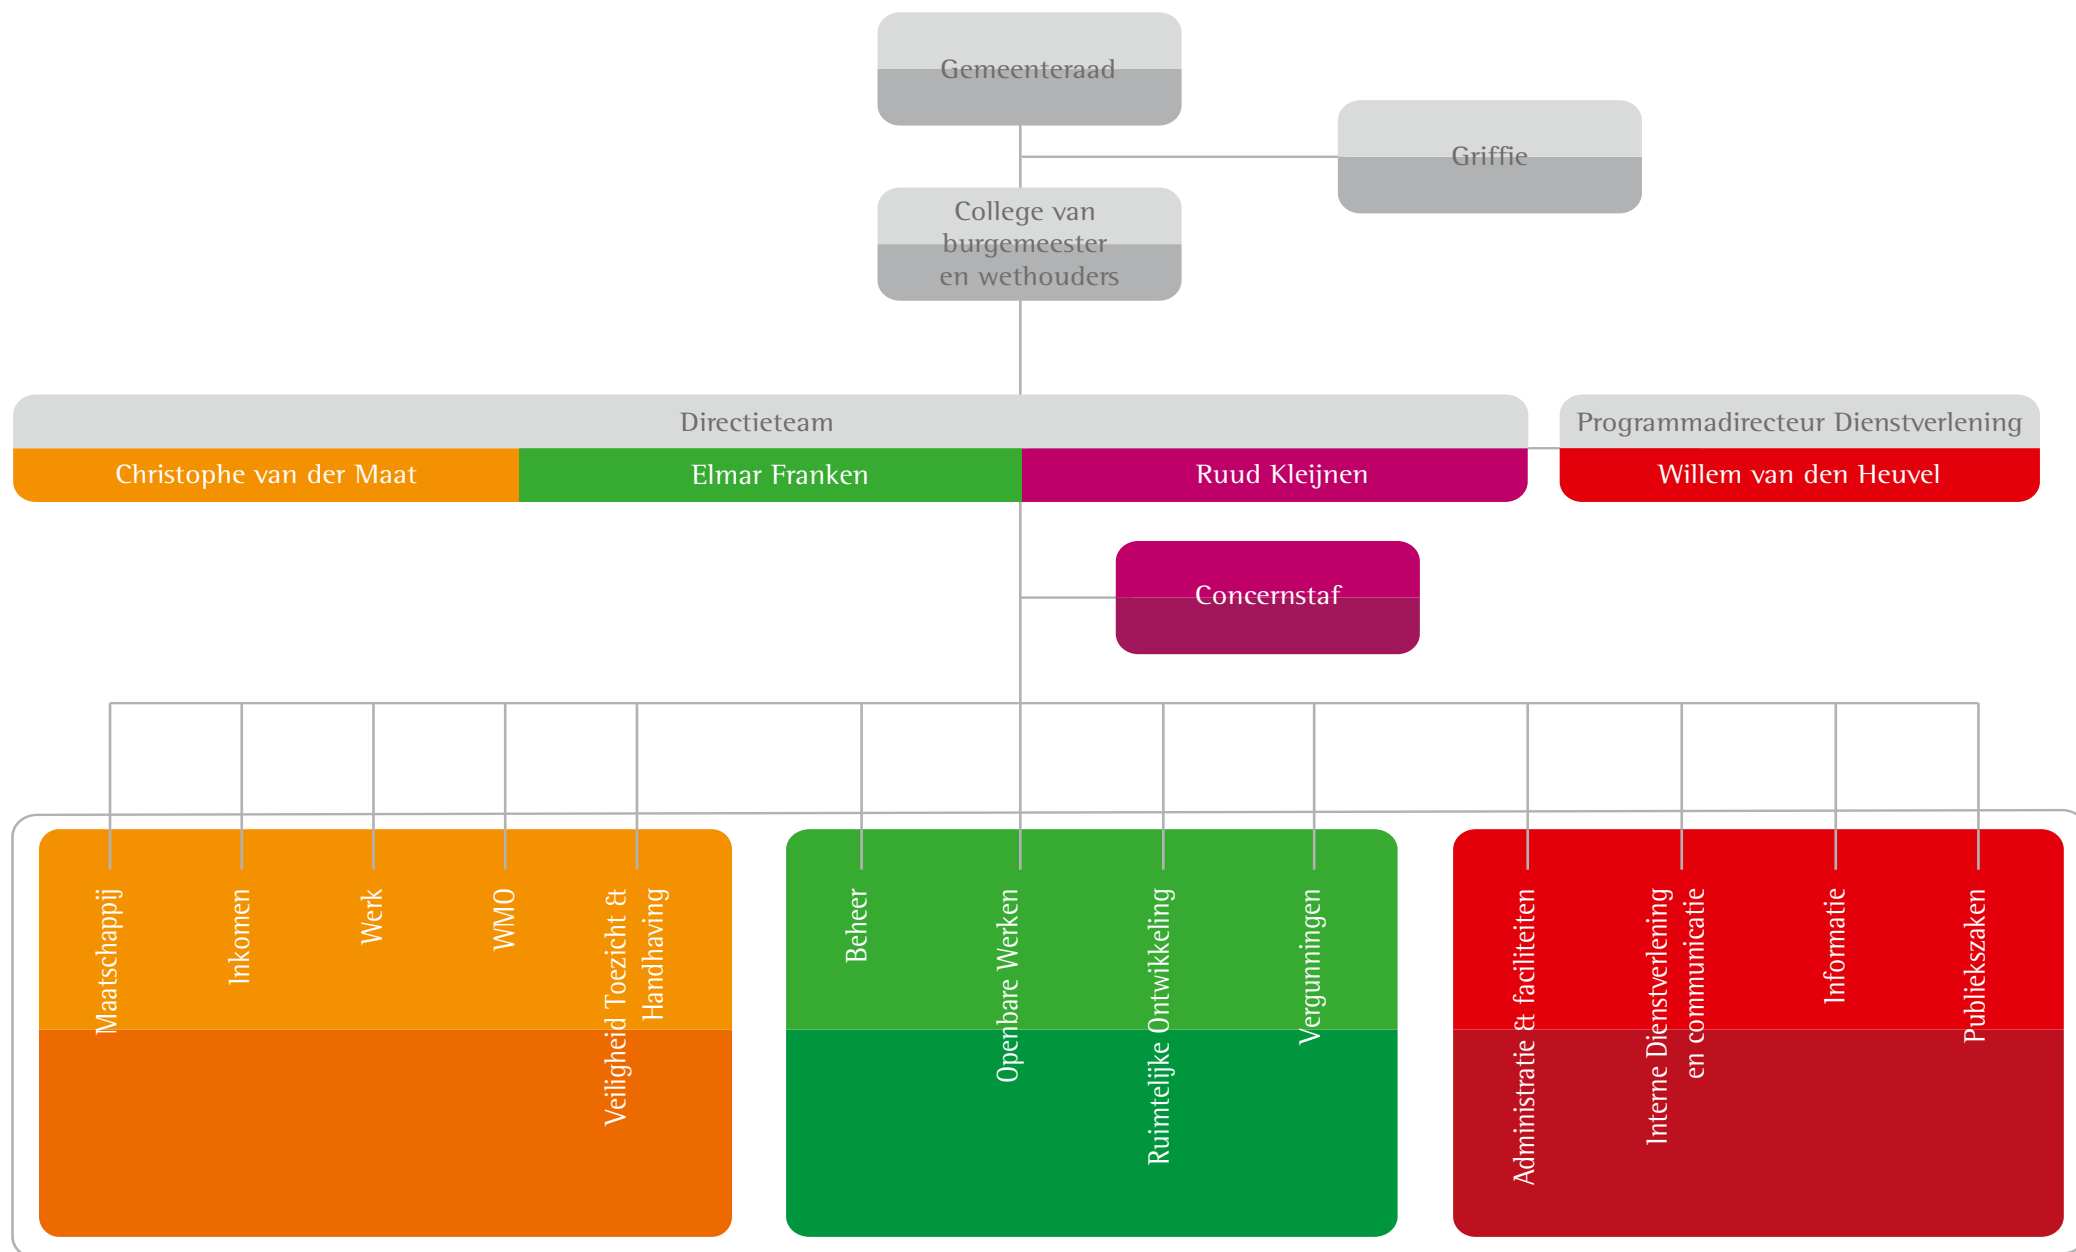 Gemeenteraad
Griffie
College van
burgemeester
en wethouders
Directieteam
Programmadirecteur Dienstverlening
Christophe van der Maat
Elmar Franken
Ruud Kleijnen
Willem van den Heuvel
Concernstaf
Maatschappij
Inkomen
Werk
WMO
Veiligheid Toezicht &
Handhaving
Beheer
Openbare Werken
Ruimtelijke Ontwikkeling
Vergunningen
Administratie & faciliteiten
Interne Dienstverlening
en communicatie
Informatie
Publiekszaken